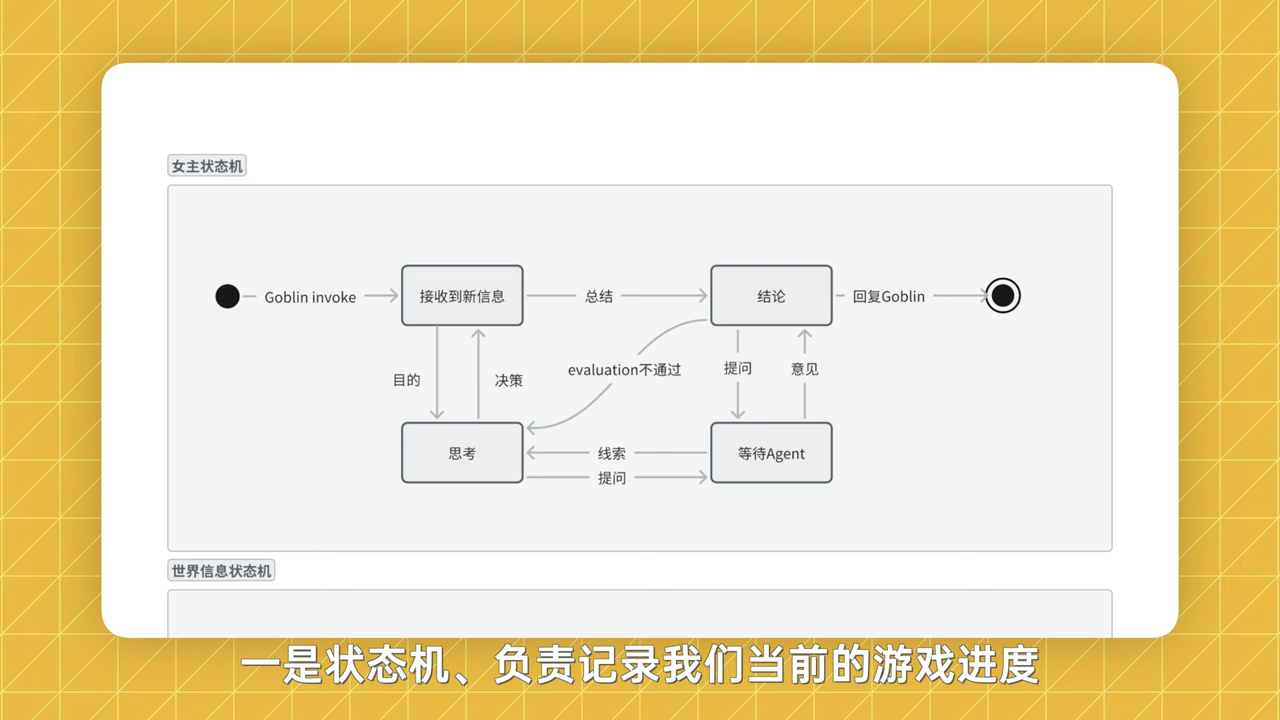 女主状态机
Goblin invoke
接收到新信息
总结
结论
回复Goblin
目的
决策
evaluation不通过
提问
意见
思考
线索
提问
等待Agent
世界信息状态机
一是状态机、负责记录我们当前的游戏进度